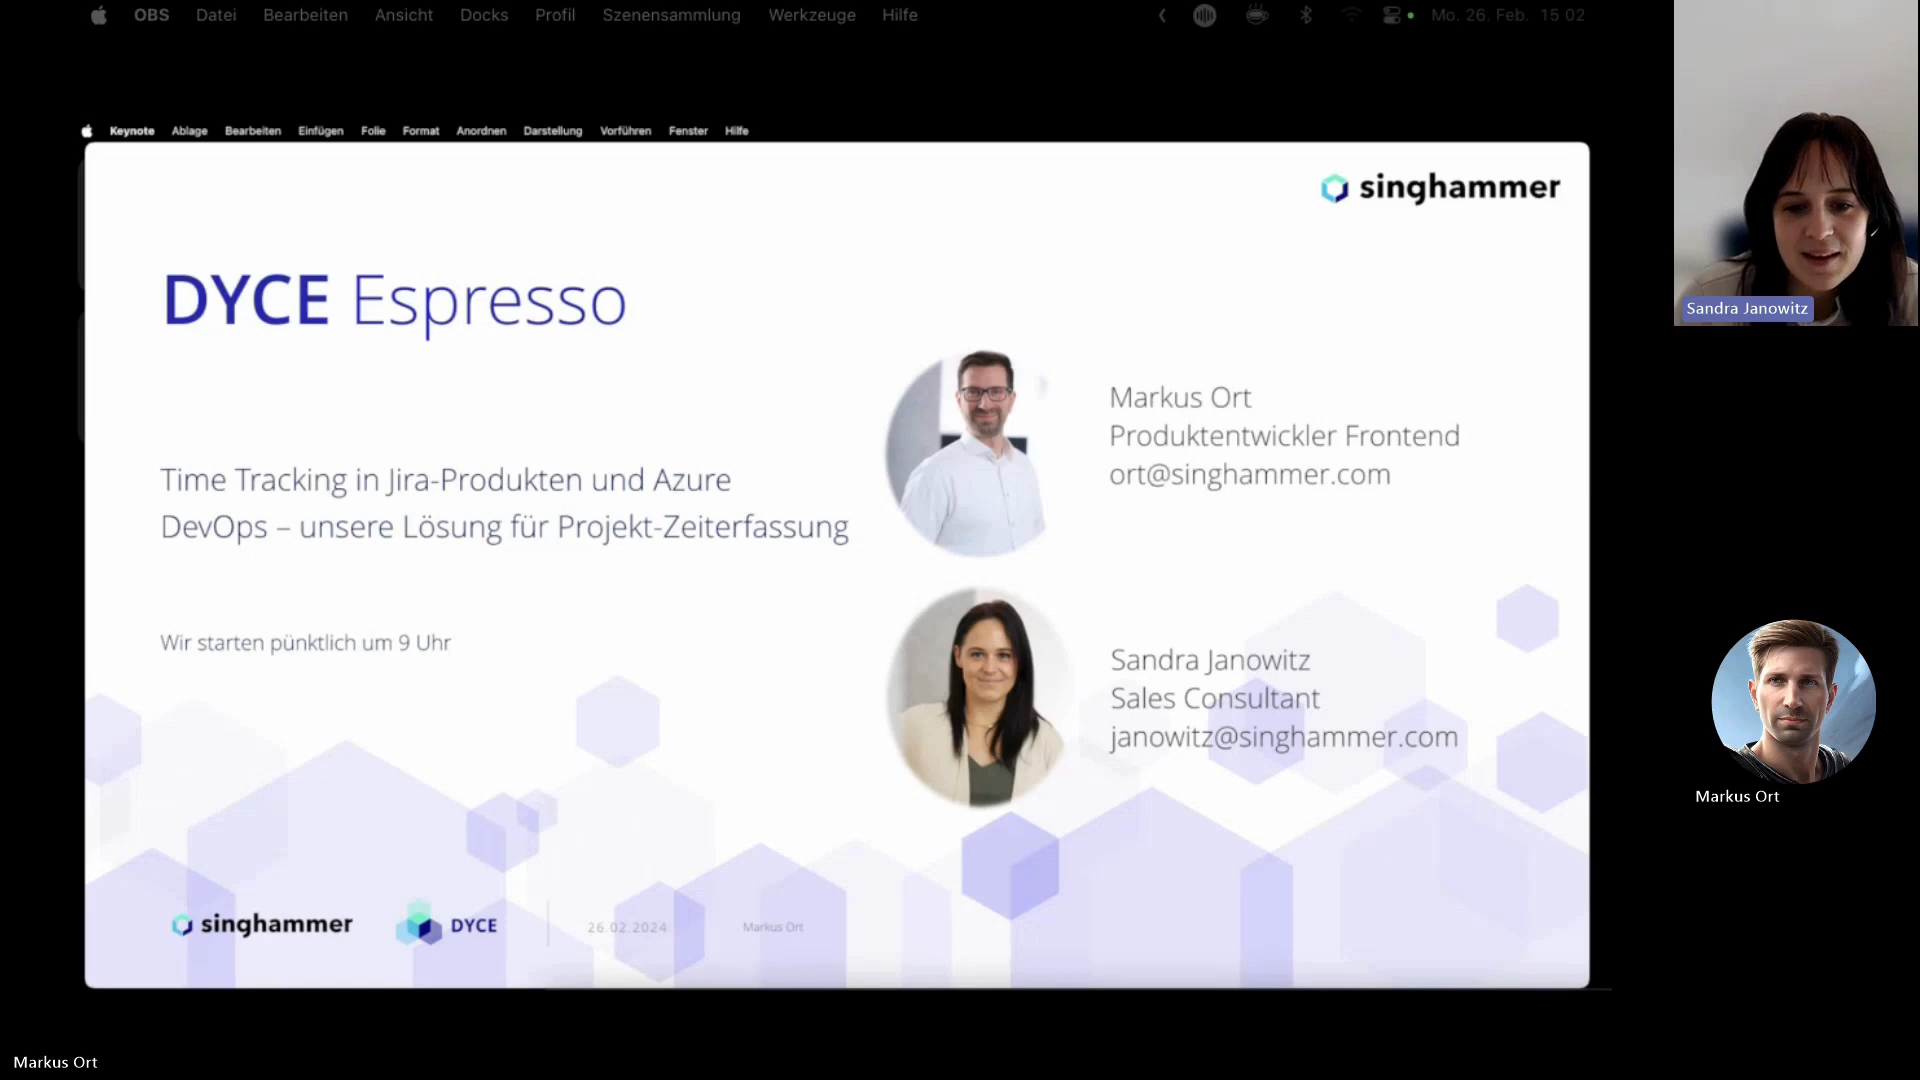 OBS Datei Bearbeiten Ansicht Docks Profil Szenensammlung Werkzeuge Hilfe
Mo. 26. Feb. 15 02
Keynote Ablage Bearbeiten Einfügen Folie Format Anordnen Darstellung Vorführen Fenster Hilfe
singhammer
DYCE Espresso
Time Tracking in Jira-Produkten und Azure
DevOps – unsere Lösung für Projekt-Zeiterfassung
Wir starten pünktlich um 9 Uhr
Markus Ort
Produktentwickler Frontend
ort@singhammer.com
Sandra Janowitz
Sales Consultant
janowitz@singhammer.com
singhammer
DYCE
26.02.2024
Markus Ort
Sandra Janowitz
Markus Ort
Markus Ort